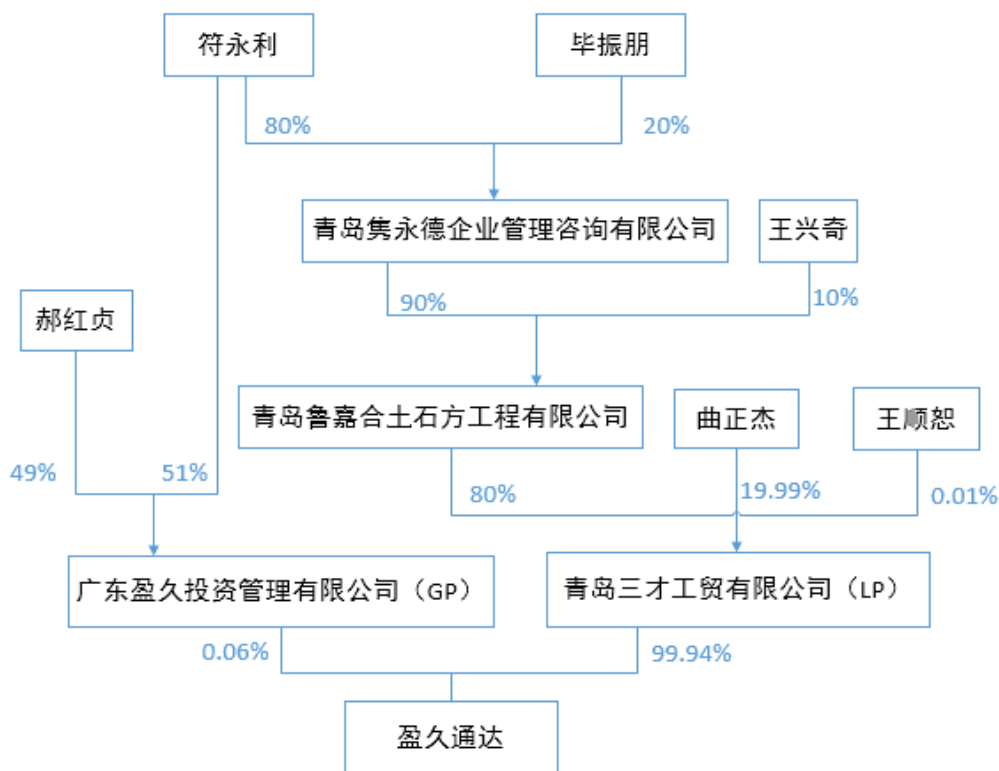 符永利
毕振朋
80%
20%
青岛隽永德企业管理咨询有限公司
王兴奇
90%
10%
郝红贞
青岛鲁嘉合土石方工程有限公司
曲正杰
王顺恕
49%
51%
80%
19.99%
0.01%
广东盈久投资管理有限公司（GP）
青岛三才工贸有限公司（LP）
0.06%
99.94%
盈久通达